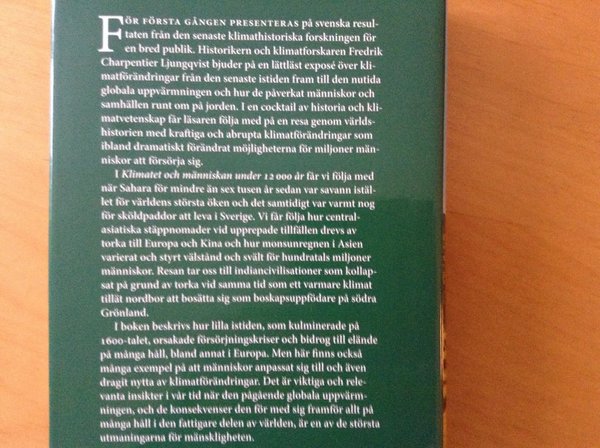 FÖR FÖRSTA GÅNGEN PRESENTERAS på svenska resul-
taten från den senaste klimathistoriska forskningen för
en bred publik. Historikern och klimatforskaren Fredrik
Charpentier Ljungqvist bjuder på en lättläst exposé över kli-
matförändringar från den senaste istiden fram till den nutida
globala uppvärmningen och hur de påverkat människor och
samhällen runt om på jorden. I en cocktail av historia och kli-
matvetenskap får läsaren följa med på en resa genom världs-
historien med kraftiga och abrupta klimatförändringar som
ibland dramatiskt förändrat möjligheterna för miljoner män-
niskor att försörja sig.
I Klimatet och människan under 12 000 år får vi följa med
när Sahara för mindre än sex tusen år sedan var savann istäl-
let för världens största öken och det samtidigt var varmt nog
för sköldpaddor att leva i Sverige. Vi får följa hur central-
asiatiska stäppnomader vid upprepade tillfällen drevs av
torka till Europa och Kina och hur monsunregnen i Asien
varierat och styrt välstånd och svält för hundratals miljoner
människor. Resan tar oss till indiancivilisationer som kollap-
sat på grund av torka vid samma tid som ett varmare klimat
tillät nordbor att bosätta sig som boskapsuppfödare på södra
Grönland.
I boken beskrivs hur lilla istiden, som kulminerade på
1600-talet, orsakade försörjningskriser och bidrog till elände
på många håll, bland annat i Europa. Men här finns också
många exempel på att människor anpassat sig till och även
dragit nytta av klimatförändringar. Det är viktiga och rele-
vanta insikter i vår tid när den pågående globala uppvärm-
ningen, och de konsekvenser den för med sig framför allt på
många håll i den fattigare delen av världen, är en av de största
utmaningarna för mänskligheten.